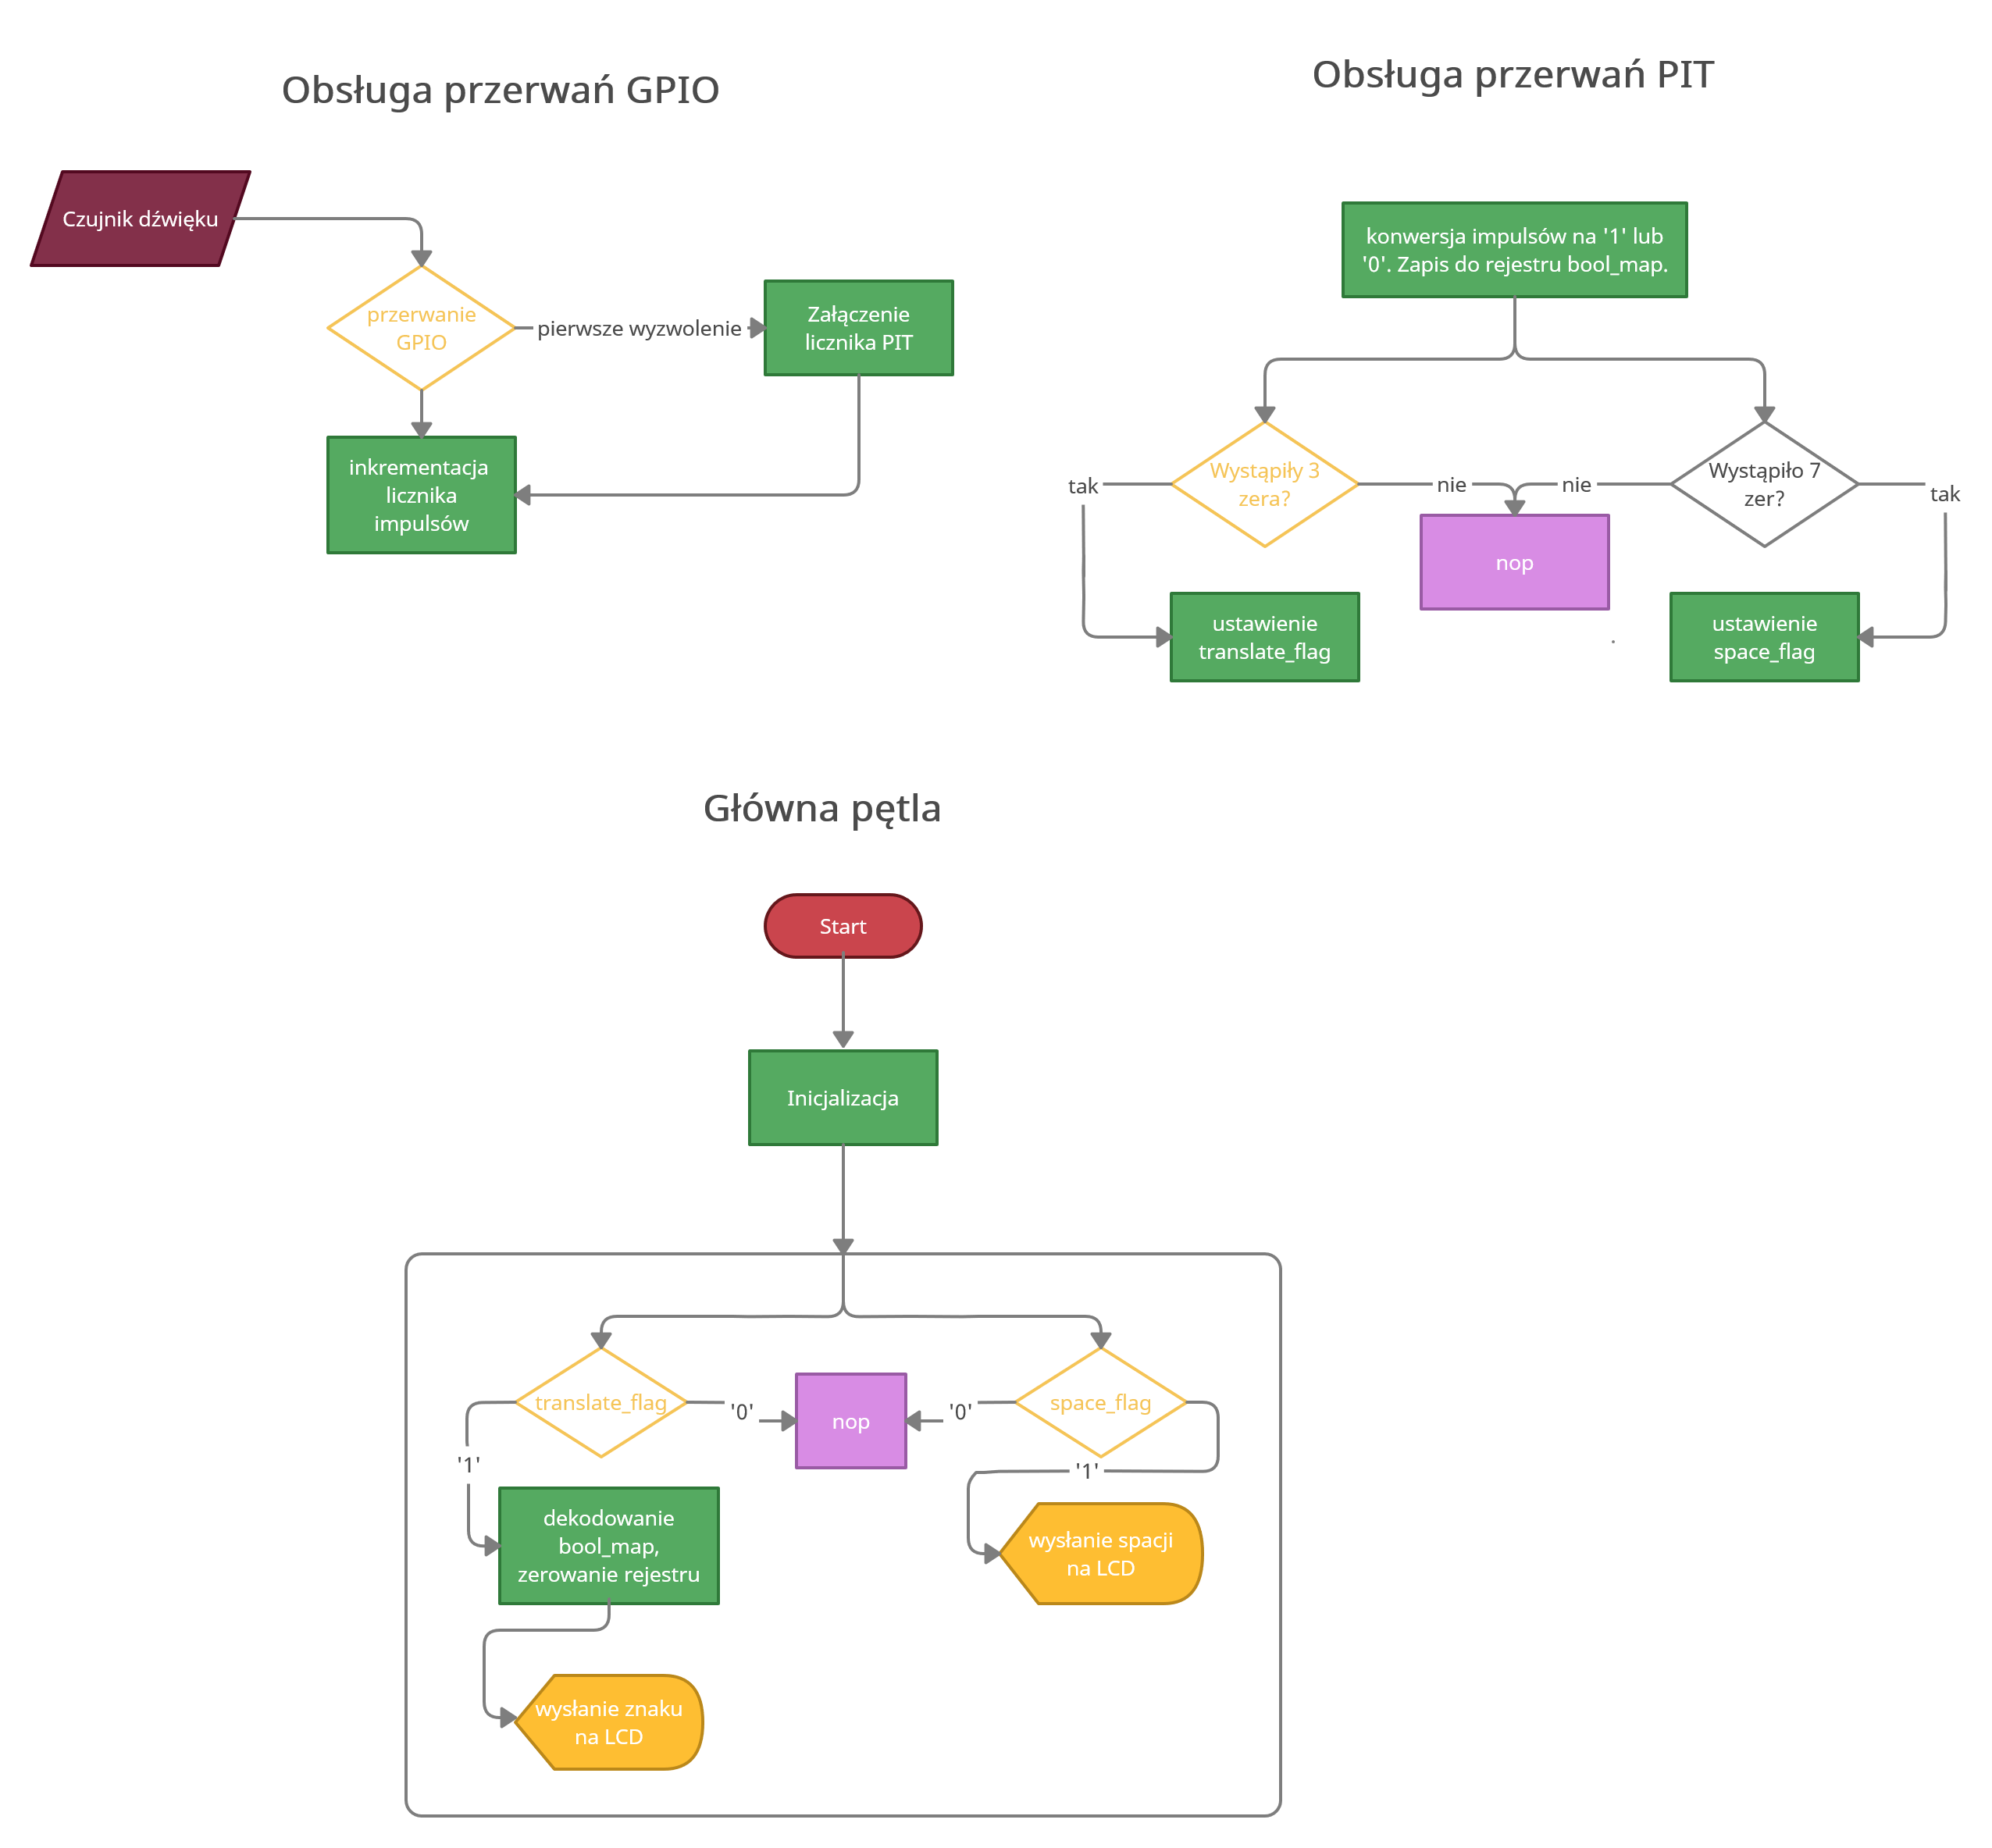 Obsługa przerwań GPIO
Czujnik dźwięku
przerwanie
GPIO
pierwsze wyzwolenie
Załączenie
licznika PIT
inkrementacja
licznika
impulsów
Obsługa przerwań PIT
konwersja impulsów na '1' lub
'0'. Zapis do rejestru bool_map.
Wystąpiły 3
zera?
Wystąpiło 7
zer?
tak
nie
nie
tak
nop
ustawienie
translate_flag
.
ustawienie
space_flag
Główna pętla
Start
Inicjalizacja
translate_flag
'0'
nop
'0'
space_flag
'1'
'1'
dekodowanie
bool_map,
zerowanie rejestru
wysłanie spacji
na LCD
wysłanie znaku
na LCD